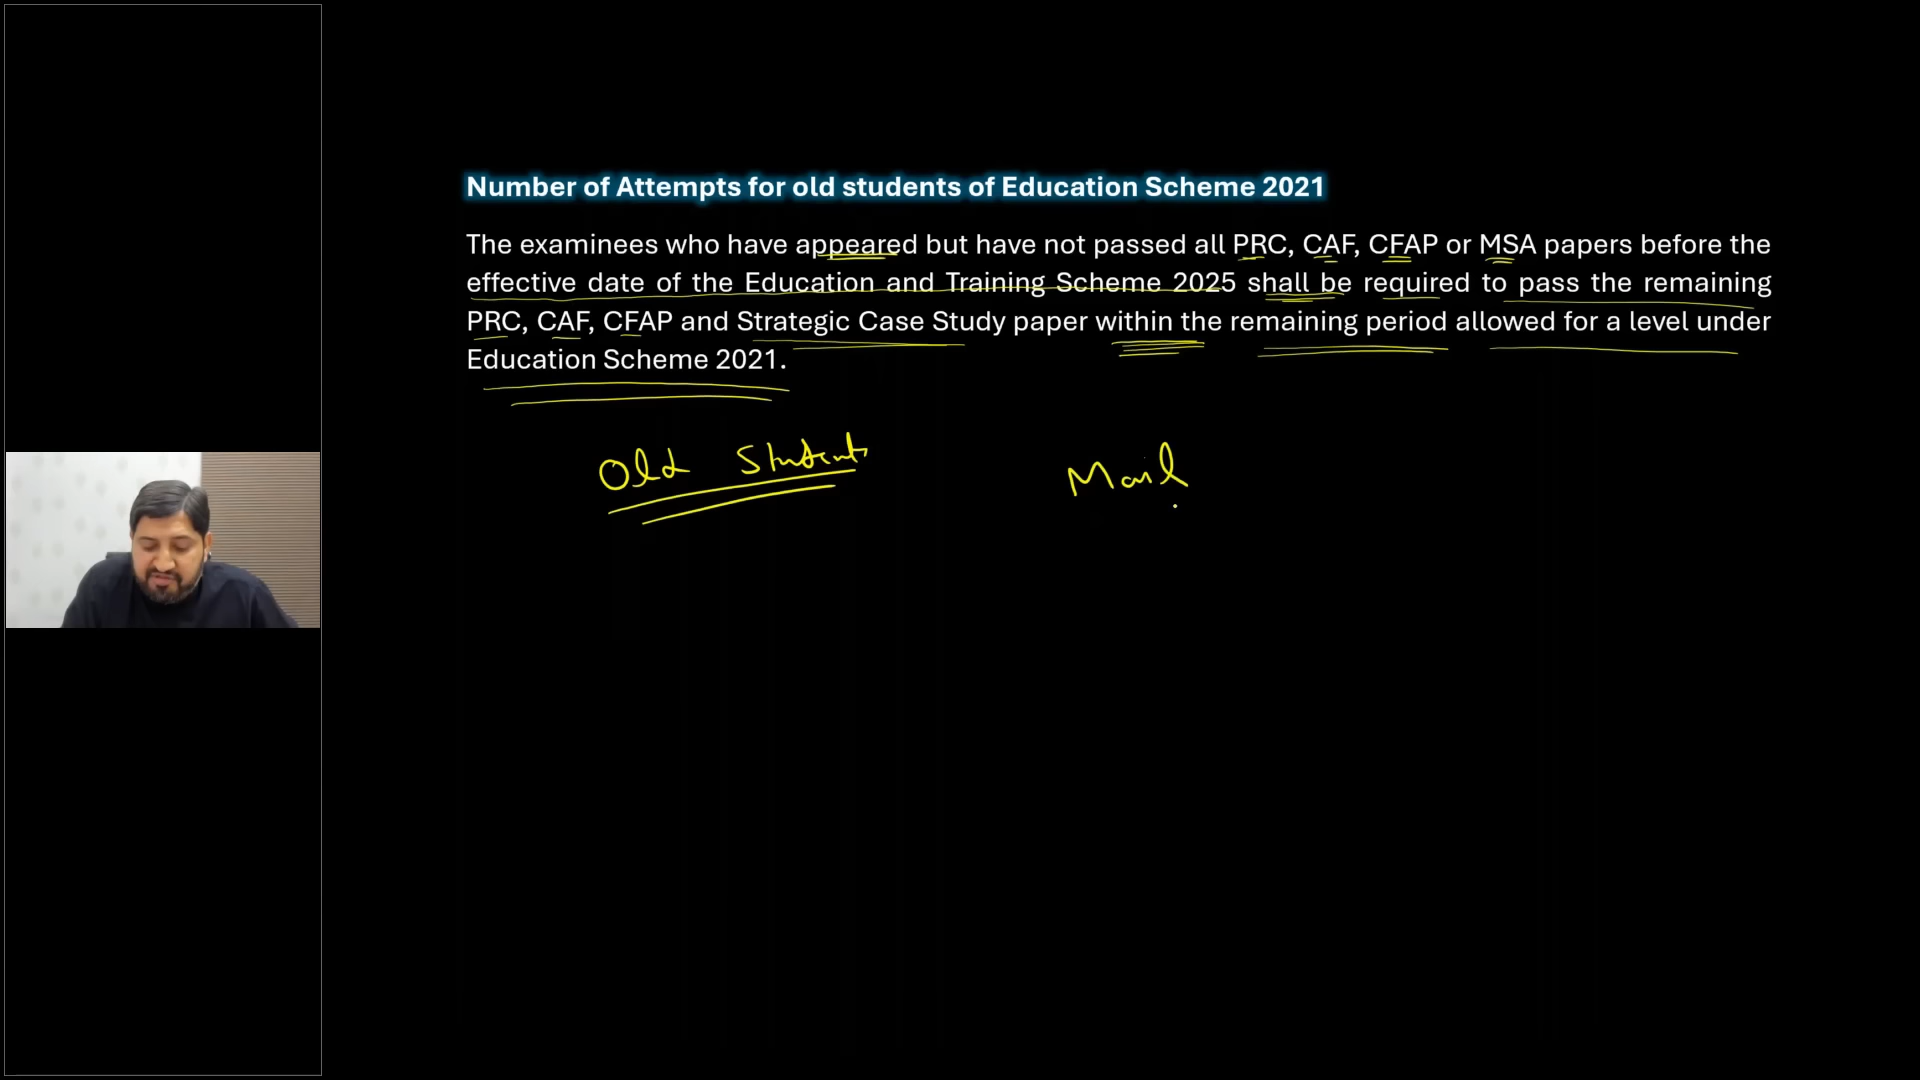 Number of Attempts for old students of Education Scheme 2021
The examinees who have appeared but have not passed all PRC, CAF, CFAP or MSA papers before the
effective date of the Education and Training Scheme 2025 shall be required to pass the remaining
PRC, CAF, CFAP and Strategic Case Study paper within the remaining period allowed for a level under
Education Scheme 2021.
Old Students Mail